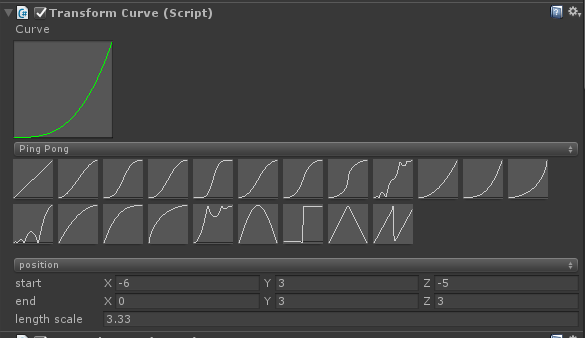 Transform Curve (Script)
Curve
Ping Pong
position
start X -6 Y 3 Z -5
end X 0 Y 3 Z 3
length scale 3.33